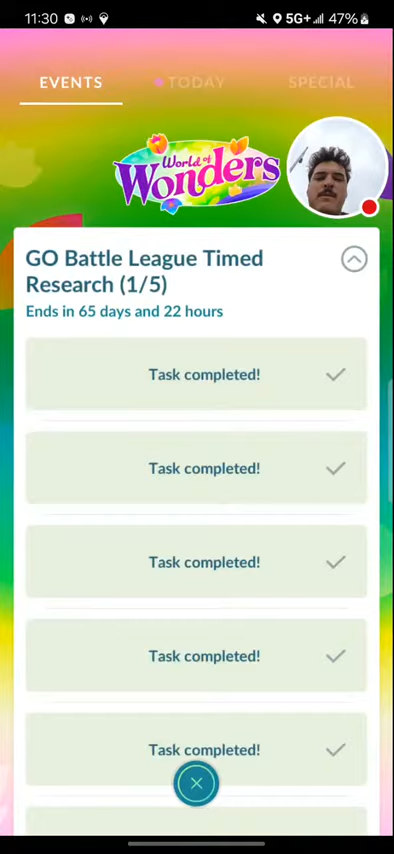 11:30
5G+
47%
EVENTS
TODAY
SPECIAL
World of
Wonders
GO Battle League Timed
Research (1/5)
Ends in 65 days and 22 hours
Task completed!
Task completed!
Task completed!
Task completed!
Task completed!